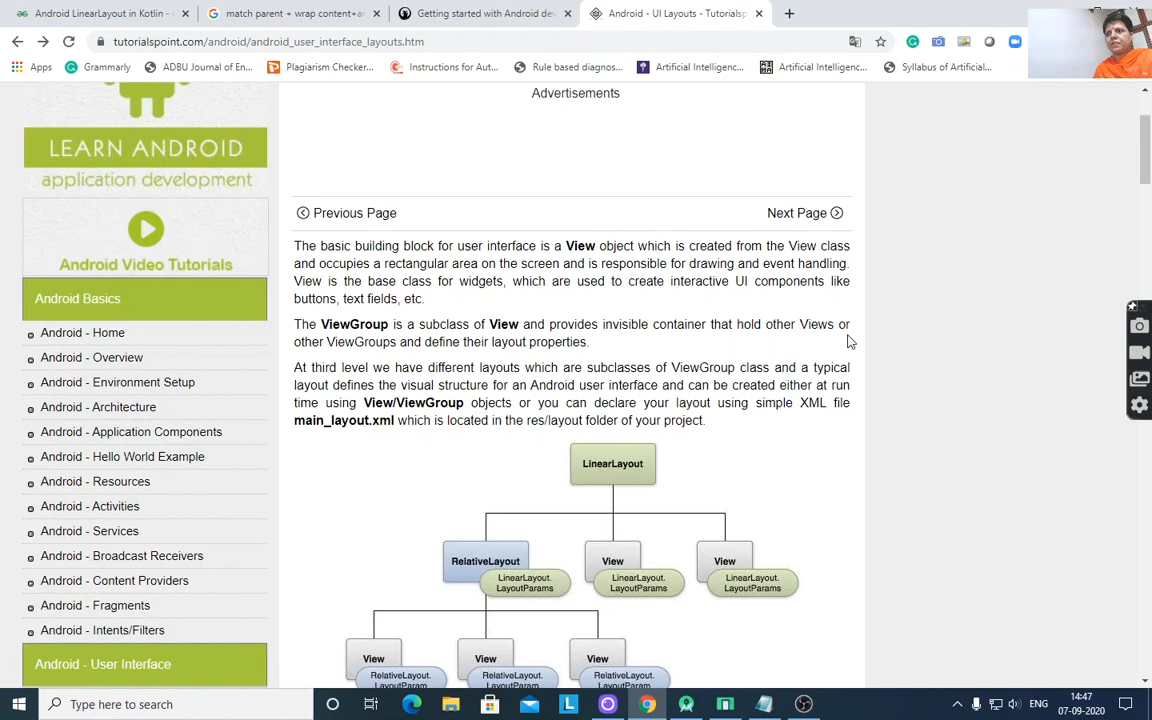 Android LinearLayout in Kotlin -
match parent + wrap content+an
Getting started with Android dev
Android - UI Layouts - Tutorialsp
tutorialspoint.com/android/android_user_interface_layouts.htm
Apps
Grammarly
ADBU Journal of En...
Plagiarism Checker...
Instructions for Aut...
Rule based diagnos...
Artificial Intelligenc...
Artificial Intelligenc...
Syllabus of Artificial...
Advertisements
LEARN ANDROID
application development
Android Video Tutorials
Android Basics
Android - Home
Android - Overview
Android - Environment Setup
Android - Architecture
Android - Application Components
Android - Hello World Example
Android - Resources
Android - Activities
Android - Services
Android - Broadcast Receivers
Android - Content Providers
Android - Fragments
Android - Intents/Filters
Android - User Interface
Previous Page
Next Page
The basic building block for user interface is a View object which is created from the View class
and occupies a rectangular area on the screen and is responsible for drawing and event handling.
View is the base class for widgets, which are used to create interactive UI components like
buttons, text fields, etc.
The ViewGroup is a subclass of View and provides invisible container that hold other Views or
other ViewGroups and define their layout properties.
At third level we have different layouts which are subclasses of ViewGroup class and a typical
layout defines the visual structure for an Android user interface and can be created either at run
time using View/ViewGroup objects or you can declare your layout using simple XML file
main_layout.xml which is located in the res/layout folder of your project.
LinearLayout
RelativeLayout
LinearLayout.
LayoutParams
View
LinearLayout.
LayoutParams
View
LinearLayout.
LayoutParams
View
RelativeLayout.
LayoutParam
View
RelativeLayout.
LayoutParam
View
RelativeLayout.
LayoutParam
Type here to search
ENG
14:47
07-09-2020